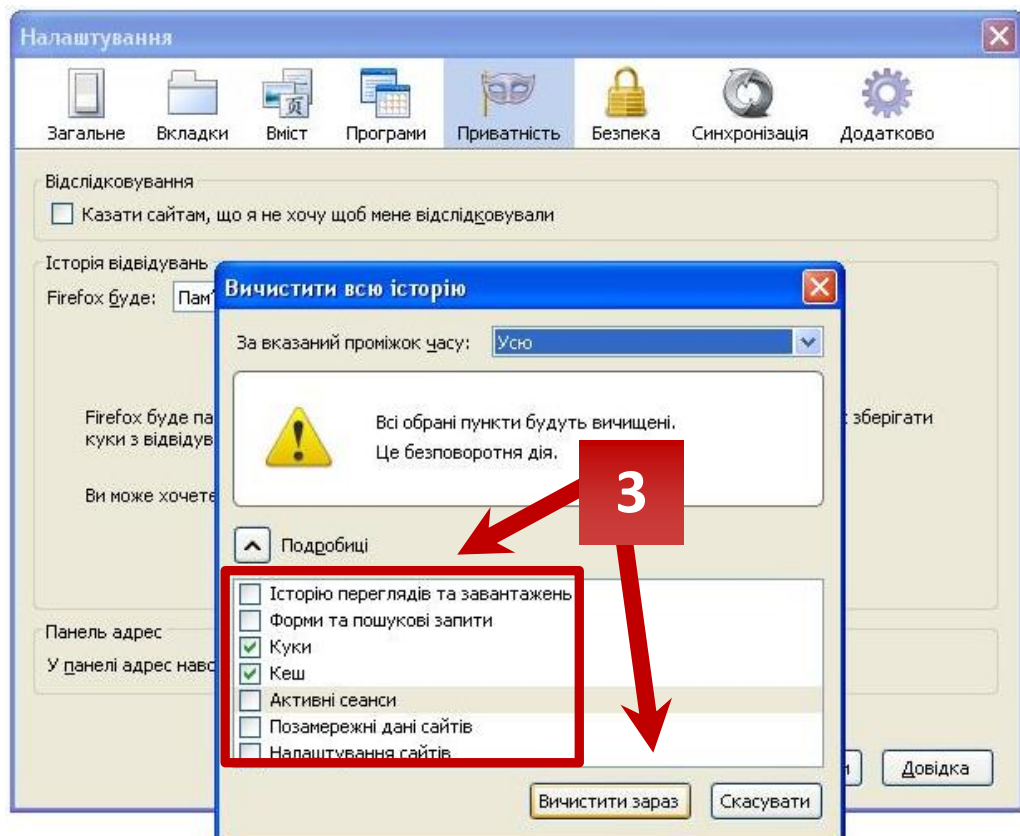 Налаштування
Загальне Вкладки Вміст Програми Приватність Безпека Синхронізація Додатково
Відслідковування
Казати сайтам, що я не хочу щоб мене відслідковували
Історія відвідувань
Firefox буде: Пам'
Вичистити всю історію
За вказаний проміжок часу: Усю
Всі обрані пункти будуть вичищені.
Це безповоротня дія.
Firefox буде па
зберігати
куки з відвідув
Ви може хочете
3
Подробиці
Історію переглядів та завантажень
Форми та пошукові запити
Куки
Кеш
Активні сеанси
Позамережні дані сайтів
Налаштування сайтів
Панель адрес
У панелі адрес навс
Довідка
Вичистити зараз Скасувати